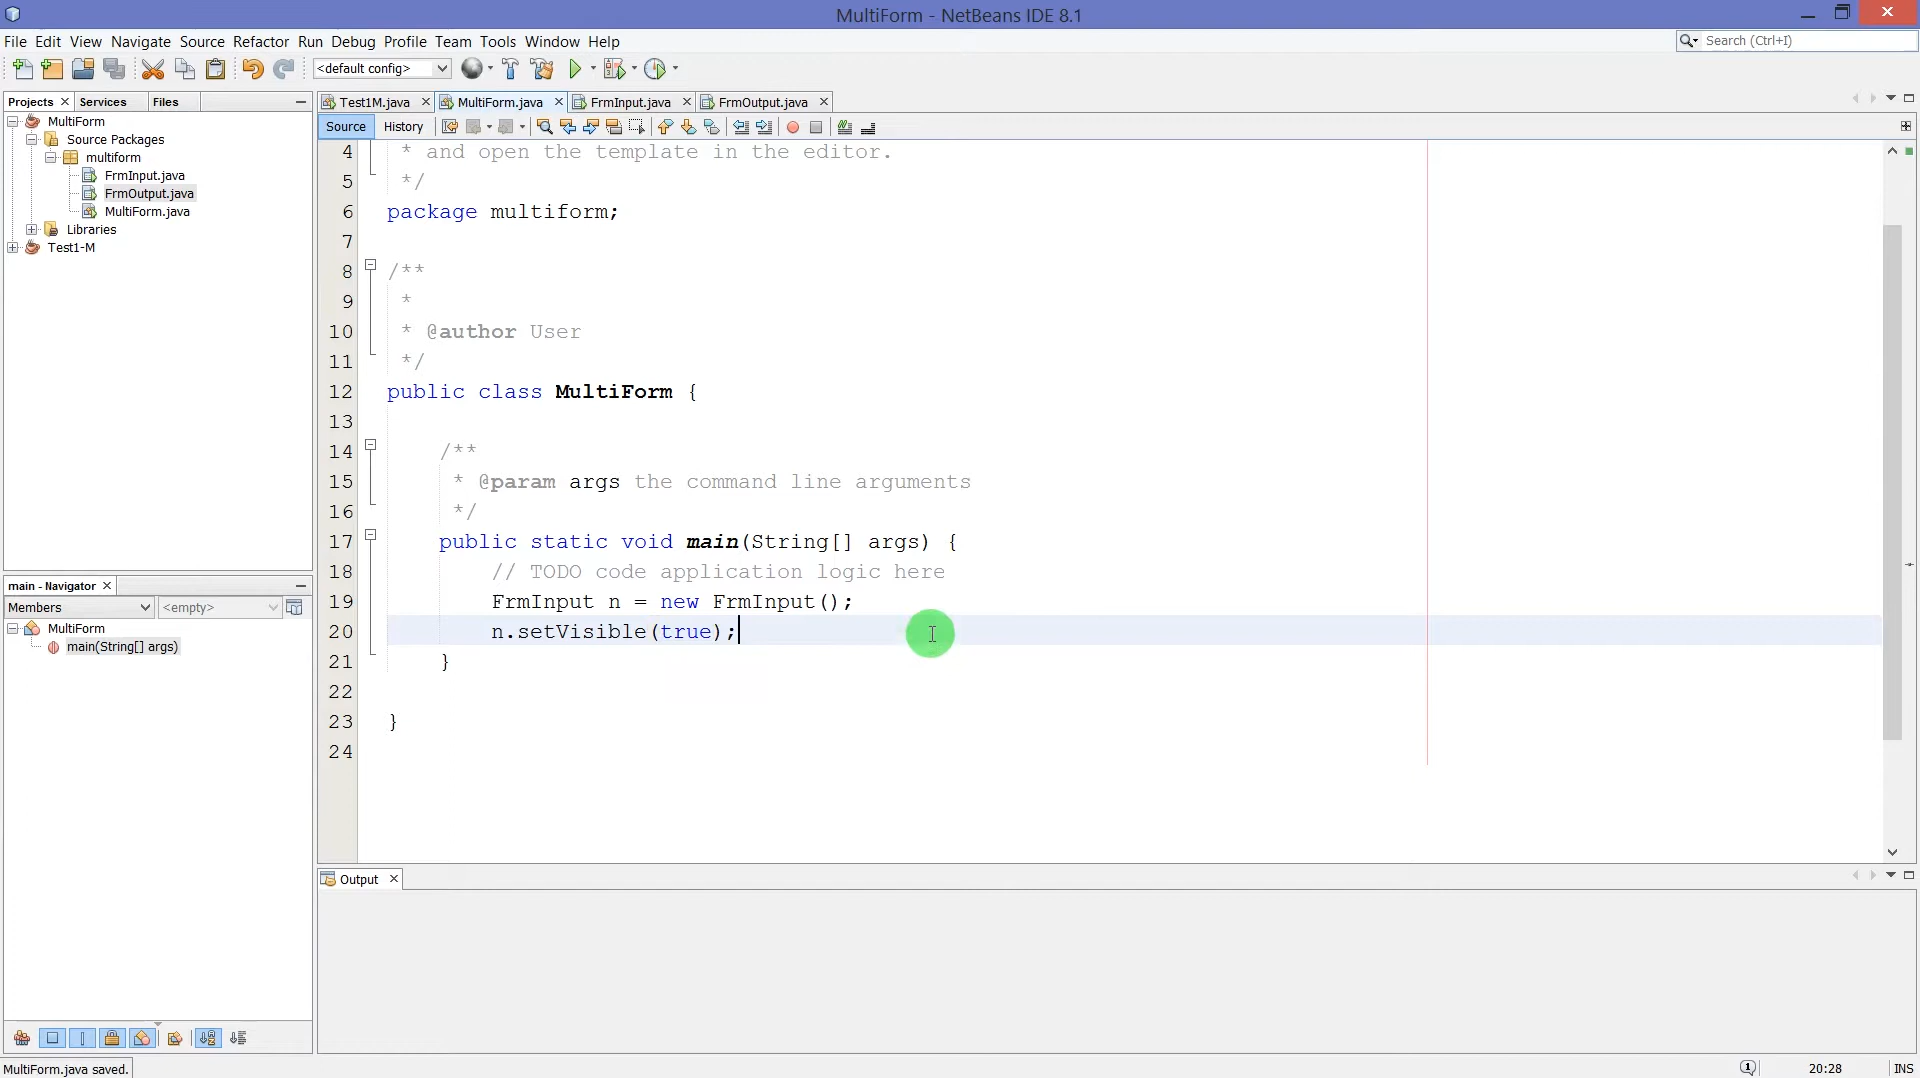 MultiForm - NetBeans IDE 8.1
File Edit View Navigate Source Refactor Run Debug Profile Team Tools Window Help
Search (Ctrl+I)
<default config>
Projects Services Files
Test1M.java MultiForm.java FrmInput.java FrmOutput.java
Source History
MultiForm
Source Packages
multiform
FrmInput.java
FrmOutput.java
MultiForm.java
Libraries
Test1-M
4 * and open the template in the editor.
5 */
6 package multiform;
7
8 /**
9 *
10 * @author User
11 */
12 public class MultiForm {
13
14 /**
15 * @param args the command line arguments
16 */
17 public static void main(String[] args) {
18 // TODO code application logic here
19 FrmInput n = new FrmInput();
20 n.setVisible(true);
21 }
22
23 }
24
main - Navigator
Members <empty>
MultiForm
main(String[] args)
Output
MultiForm.java saved.
1 20:28 INS